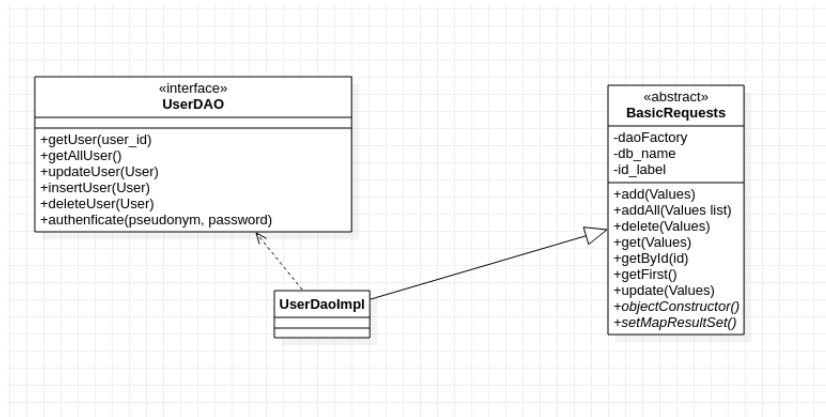 «interface»
UserDAO
+getUser(user_id)
+getAllUser()
+updateUser(User)
+insertUser(User)
+deleteUser(User)
+authenficate(pseudonym, password)
UserDaoImpl
«abstract»
BasicRequests
-daoFactory
-db_name
-id_label
+add(Values)
+addAll(Values list)
+delete(Values)
+get(Values)
+getById(id)
+getFirst()
+update(Values)
+objectConstructor()
+setMapResultSet()